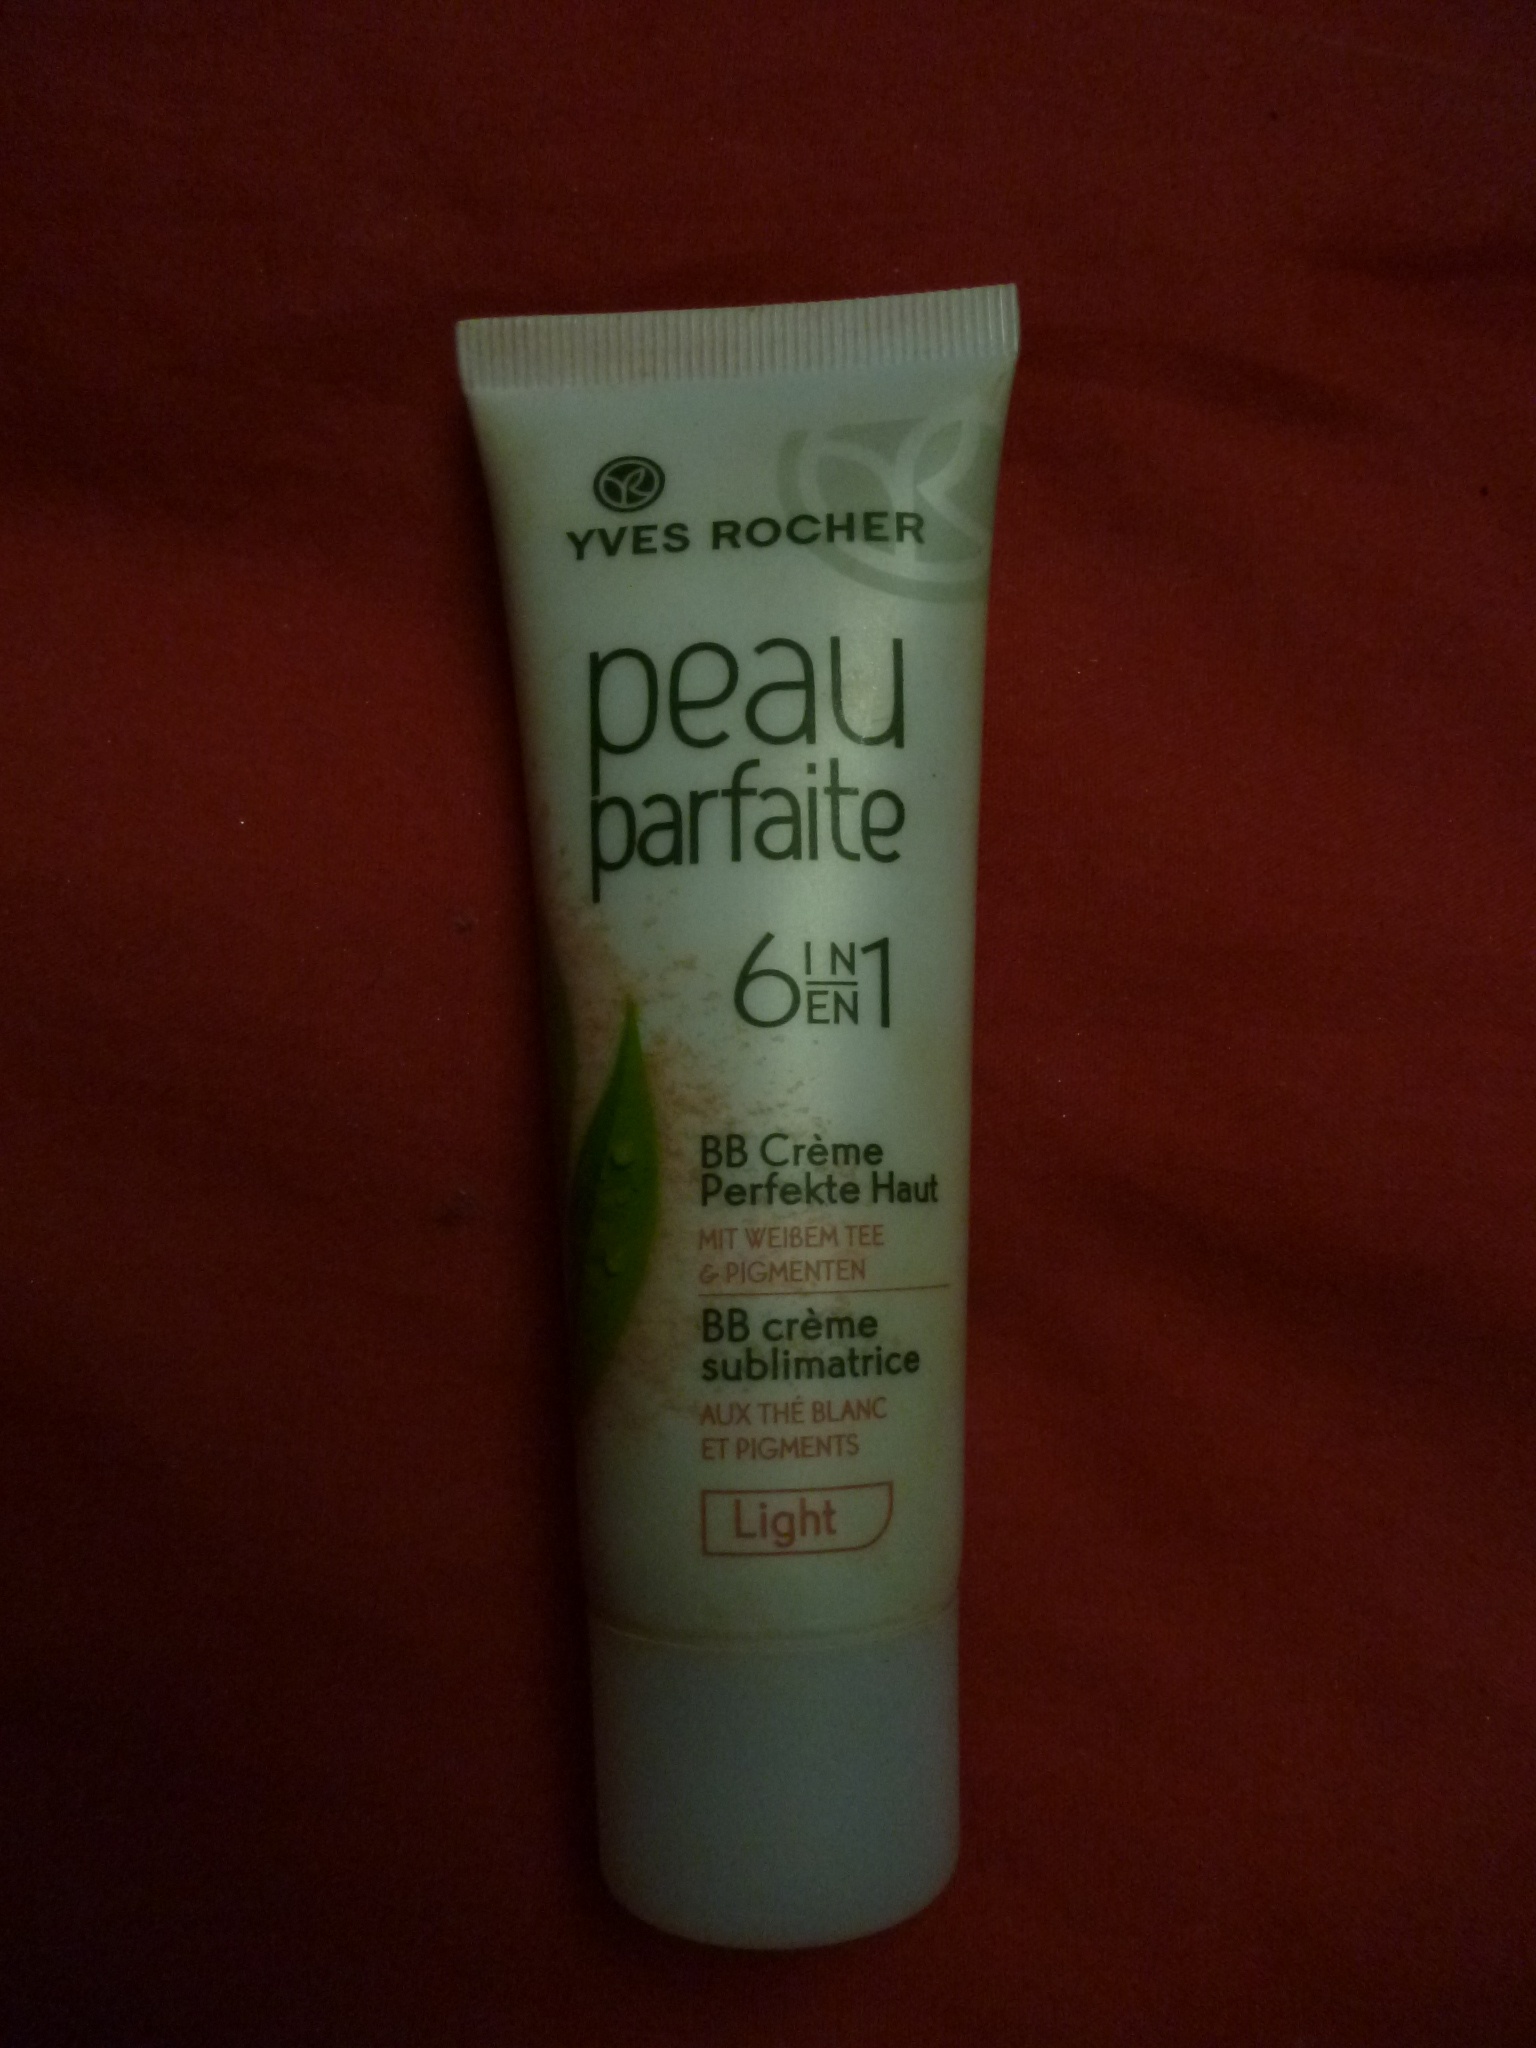 YVES ROCHER
peau
parfaite
6 IN EN 1
BB Crème
Perfekte Haut
MIT WEIßEM TEE
& PIGMENTEN
BB crème
sublimatrice
AUX THÉ BLANC
ET PIGMENTS
Light